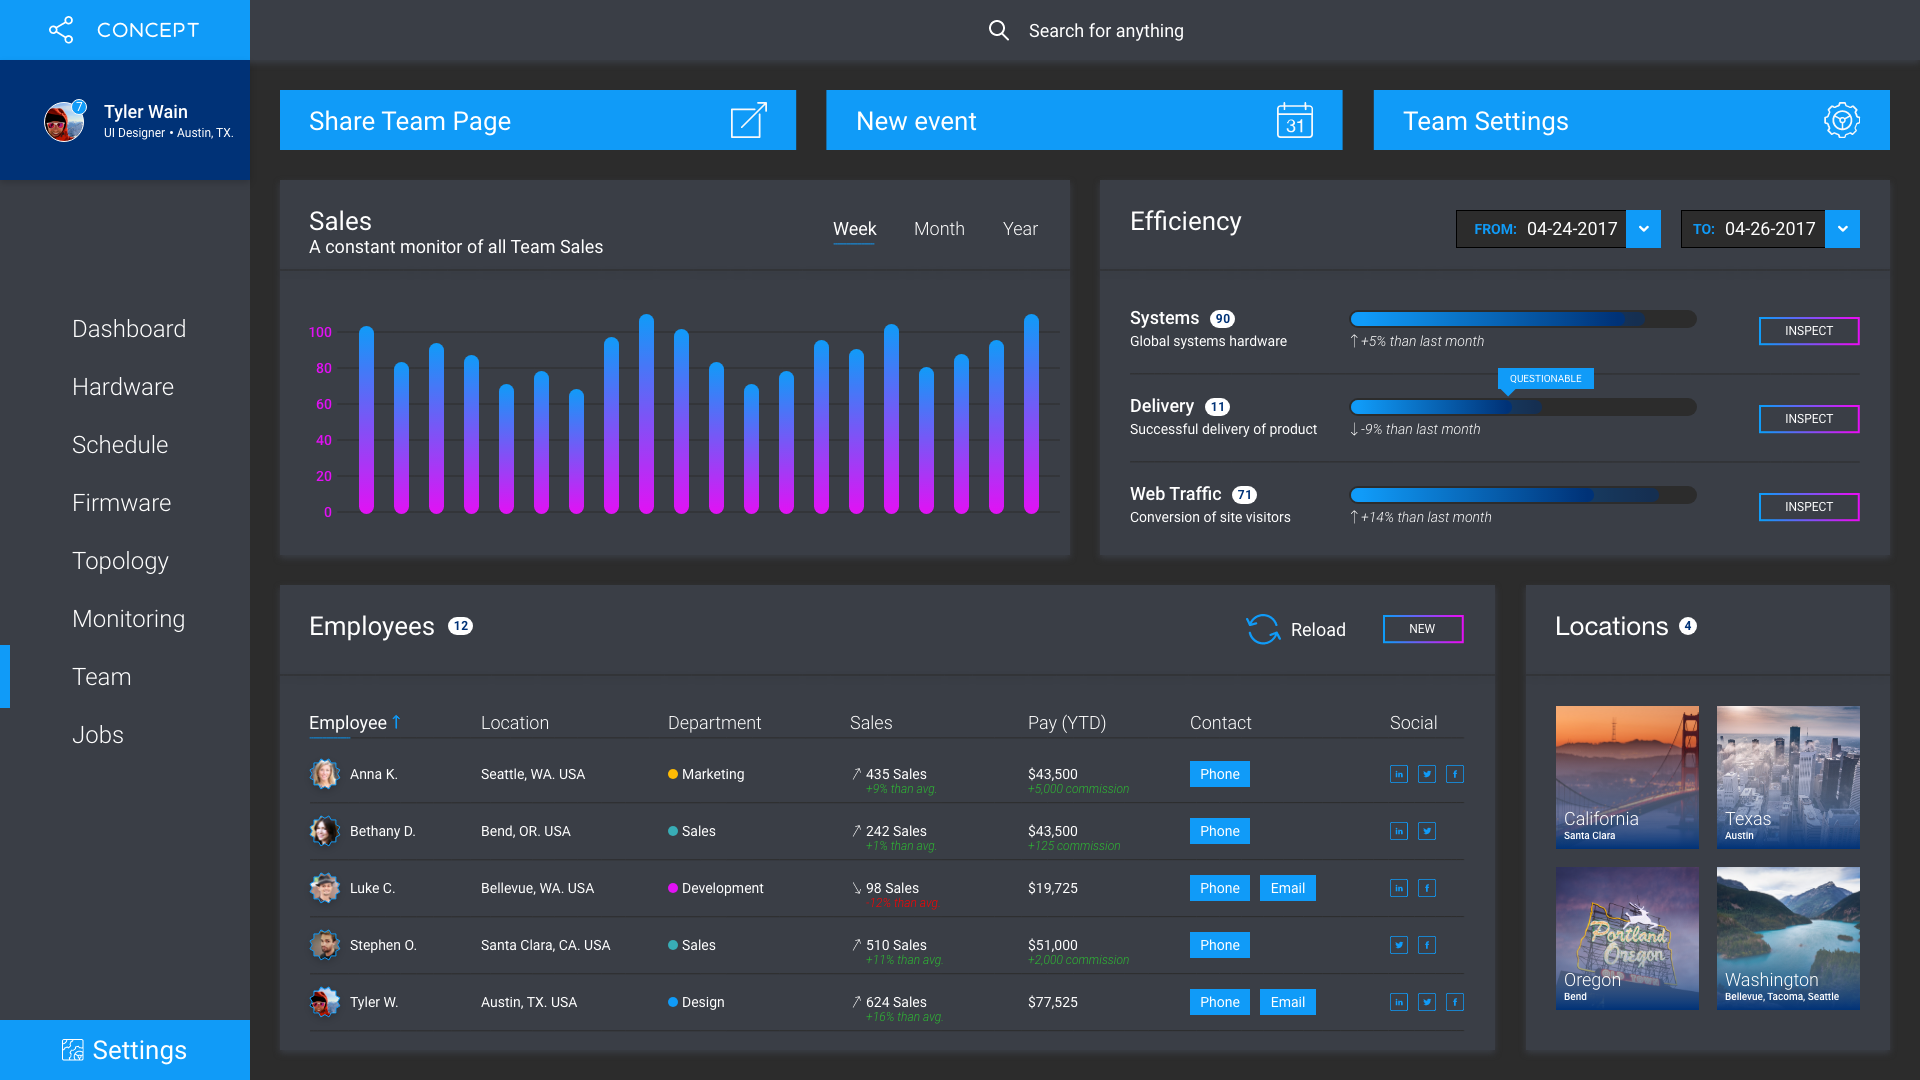 CONCEPT
Search for anything
7
Tyler Wain
UI Designer • Austin, TX.
Share Team Page
New event
31
Team Settings
Sales
A constant monitor of all Team Sales
Week Month Year
100
80
60
40
20
0
Efficiency
FROM: 04-24-2017
TO: 04-26-2017
Systems 90
Global systems hardware
↑ +5% than last month
INSPECT
QUESTIONABLE
Delivery 11
Successful delivery of product
↓ -9% than last month
INSPECT
Web Traffic 71
Conversion of site visitors
↑ +14% than last month
INSPECT
Dashboard
Hardware
Schedule
Firmware
Topology
Monitoring
Team
Jobs
Settings
Employees 12
Reload
NEW
Employee ↑ Location Department Sales Pay (YTD) Contact Social
Anna K. Seattle, WA. USA Marketing 435 Sales $43,500 Phone in f
+9% than avg. +5,000 commission
Bethany D. Bend, OR. USA Sales 242 Sales $43,500 Phone in
+1% than avg. +125 commission
Luke C. Bellevue, WA. USA Development 98 Sales $19,725 Phone Email in f
-12% than avg.
Stephen O. Santa Clara, CA. USA Sales 510 Sales $51,000 Phone f
+11% than avg. +2,000 commission
Tyler W. Austin, TX. USA Design 624 Sales $77,525 Phone Email in f
+16% than avg.
Locations 4
California
Santa Clara
Texas
Austin
Portland
Oregon
Oregon
Bend
Washington
Bellevue, Tacoma, Seattle